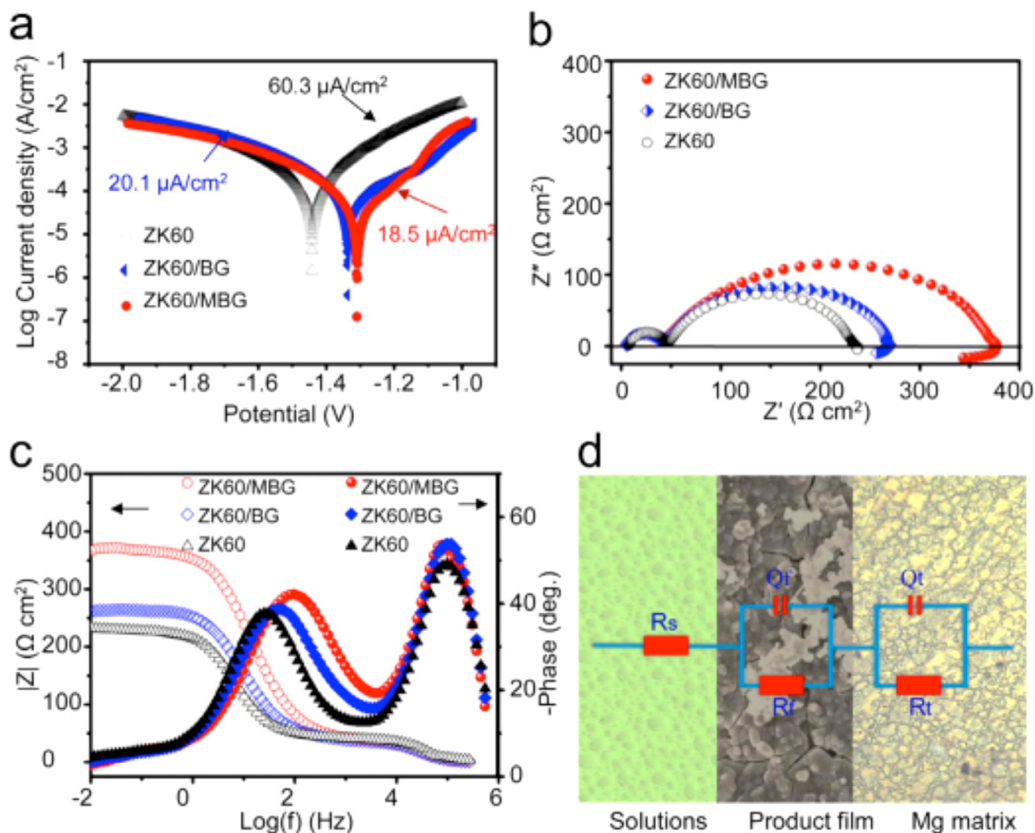 a
Log Current density (A/cm²)
-1
-2
-3
-4
-5
-6
-7
-8
60.3 µA/cm²
20.1 µA/cm²
18.5 µA/cm²
ZK60
ZK60/BG
ZK60/MBG
-2.0 -1.8 -1.6 -1.4 -1.2 -1.0
Potential (V)
b
Z″ (Ω cm²)
400
300
200
100
0
ZK60/MBG
ZK60/BG
ZK60
0 100 200 300 400
Z′ (Ω cm²)
c
|Z| (Ω cm²)
500
400
300
200
100
0
ZK60/MBG ZK60/MBG
ZK60/BG ZK60/BG
ZK60 ZK60
60
40
20
0
-Phase (deg.)
-2 0 2 4 6
Log(f) (Hz)
d
Rs
Qf
Rf
Qt
Rt
Solutions Product film Mg matrix